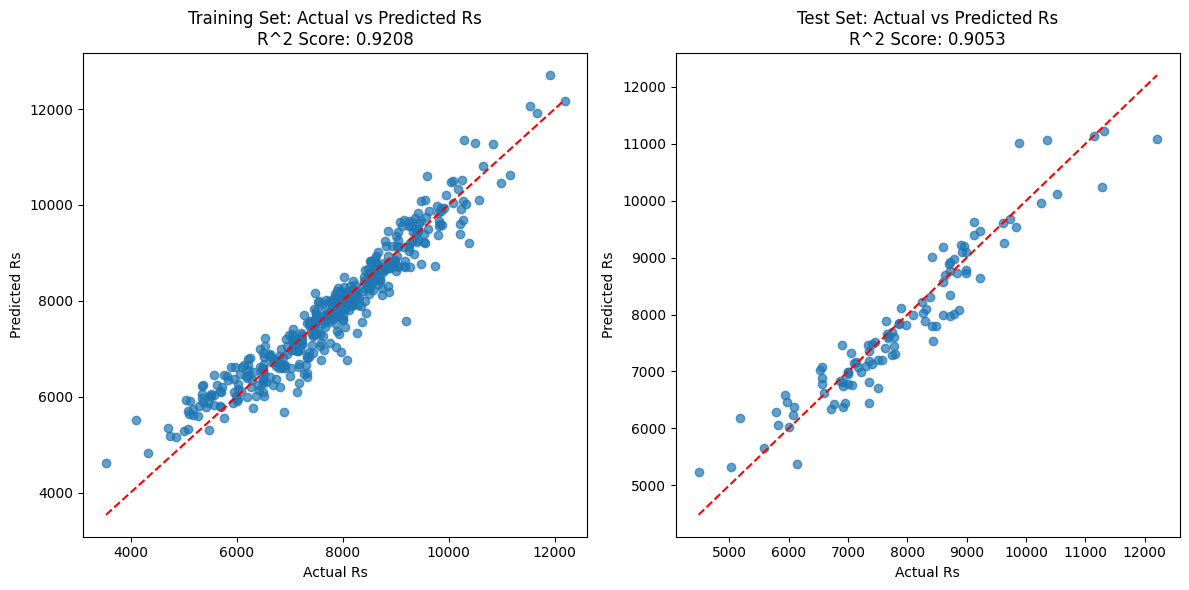 Training Set: Actual vs Predicted Rs
R^2 Score: 0.9208
Predicted Rs
12000
10000
8000
6000
4000
4000 6000 8000 10000 12000
Actual Rs
Test Set: Actual vs Predicted Rs
R^2 Score: 0.9053
Predicted Rs
12000
11000
10000
9000
8000
7000
6000
5000
5000 6000 7000 8000 9000 10000 11000 12000
Actual Rs